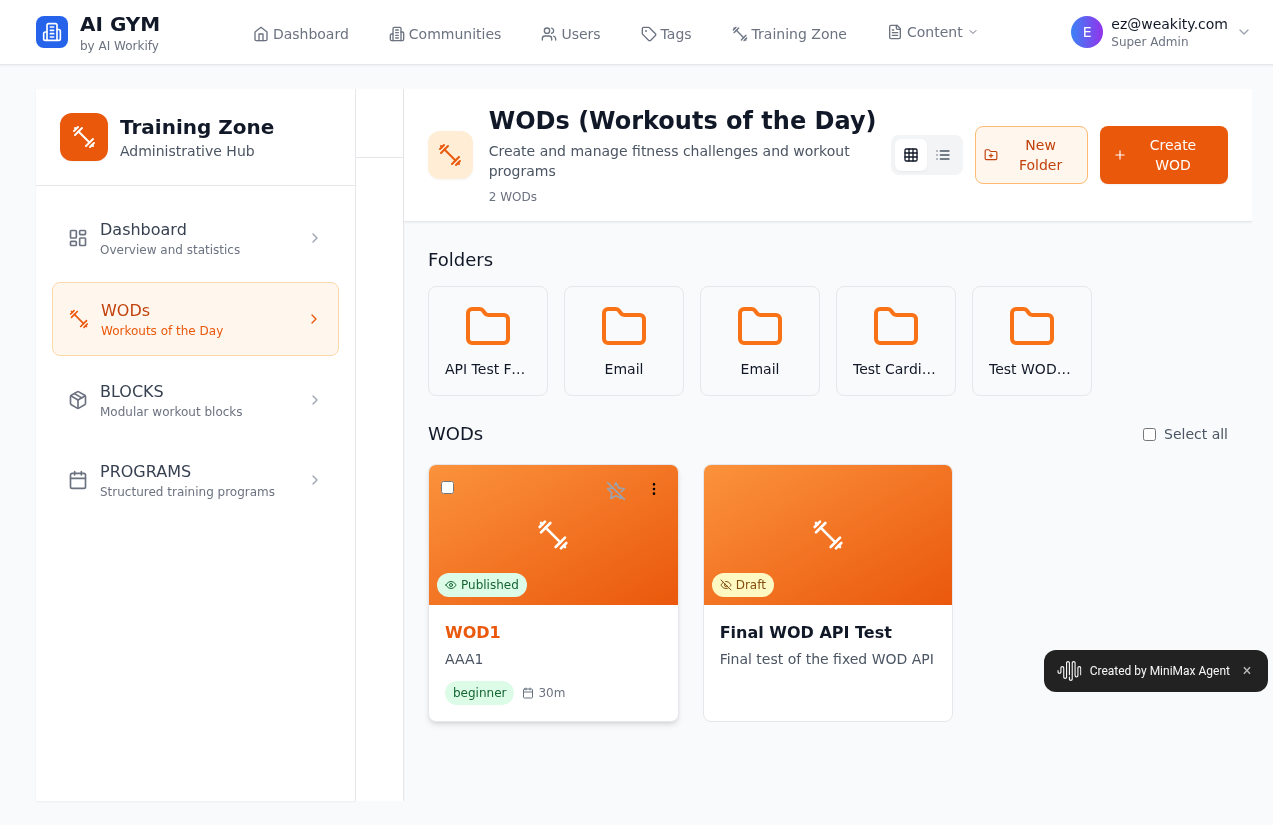 AI GYM
by AI Workify
Dashboard
Communities
Users
Tags
Training Zone
Content
E
ez@weakity.com
Super Admin
Training Zone
Administrative Hub
Dashboard
Overview and statistics
WODs
Workouts of the Day
BLOCKS
Modular workout blocks
PROGRAMS
Structured training programs
WODs (Workouts of the Day)
Create and manage fitness challenges and workout
programs
2 WODs
New
Folder
Create
WOD
Folders
API Test F...
Email
Email
Test Cardi...
Test WOD...
WODs
Select all
Published
WOD1
AAA1
beginner
30m
Draft
Final WOD API Test
Final test of the fixed WOD API
Created by MiniMax Agent